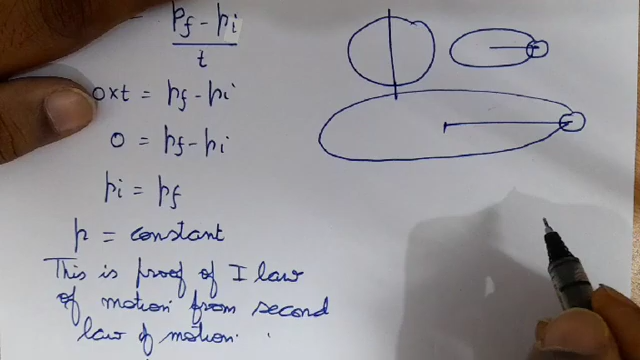 = pf - pi
t
0xt = pf - pi
0 = pf - pi
pi = pf
p = constant
This is proof of I law
of motion from second
law of motion.